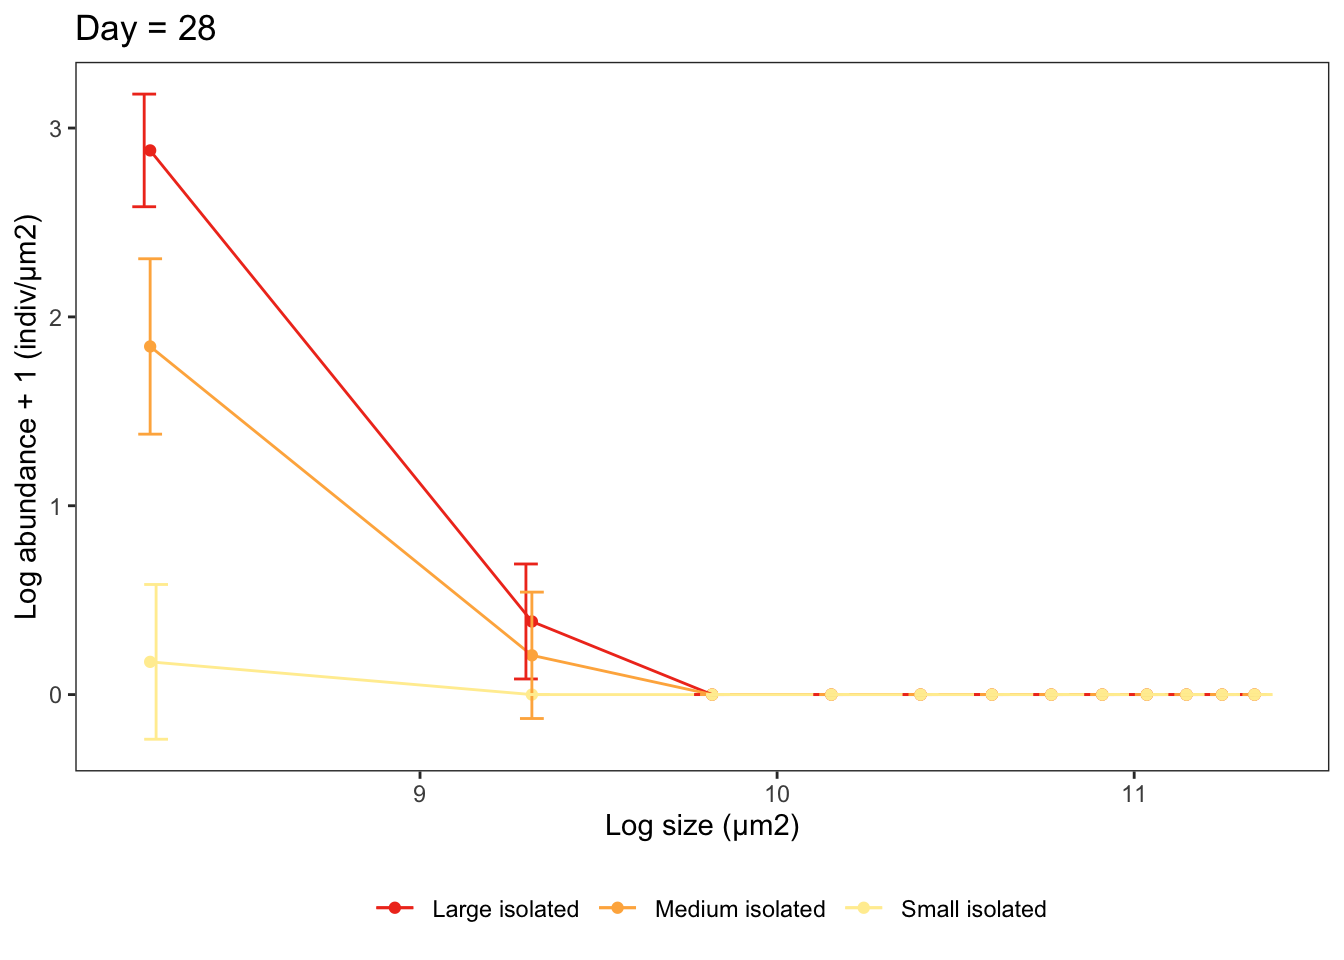 Day = 28
Log abundance + 1 (indiv/µm2)
3
2
1
0
9
10
11
Log size (µm2)
Large isolated
Medium isolated
Small isolated